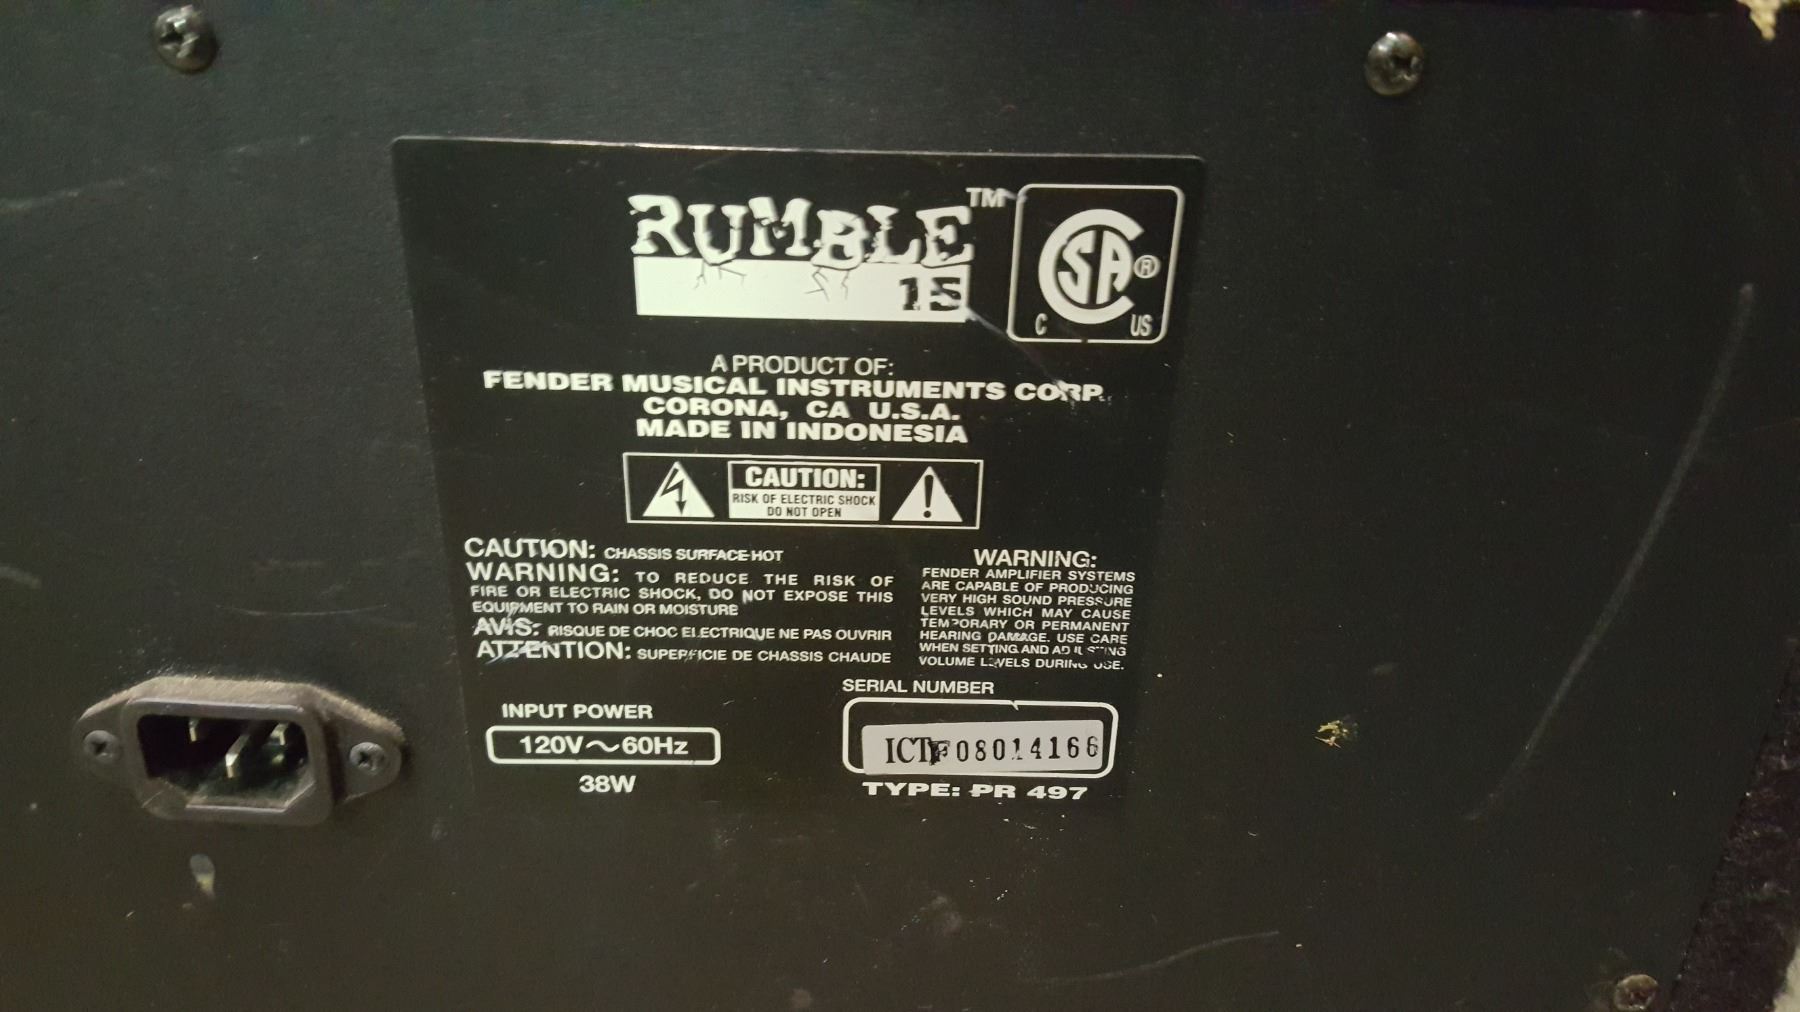 RUMBLE™
15
CSA®
C US
A PRODUCT OF:
FENDER MUSICAL INSTRUMENTS CORP.
CORONA, CA U.S.A.
MADE IN INDONESIA
CAUTION:
RISK OF ELECTRIC SHOCK
DO NOT OPEN
CAUTION: CHASSIS SURFACE HOT
WARNING: TO REDUCE THE RISK OF
FIRE OR ELECTRIC SHOCK, DO NOT EXPOSE THIS
EQUIPMENT TO RAIN OR MOISTURE
AVIS: RISQUE DE CHOC ELECTRIQUE NE PAS OUVRIR
ATTENTION: SUPERFICIE DE CHASSIS CHAUDE
WARNING:
FENDER AMPLIFIER SYSTEMS
ARE CAPABLE OF PRODUCING
VERY HIGH SOUND PRESSURE
LEVELS WHICH MAY CAUSE
TEMPORARY OR PERMANENT
HEARING DAMAGE. USE CARE
WHEN SETTING AND ADJUSTING
VOLUME LEVELS DURING USE.
INPUT POWER
120V～60Hz
38W
SERIAL NUMBER
ICTF08014166
TYPE: PR 497